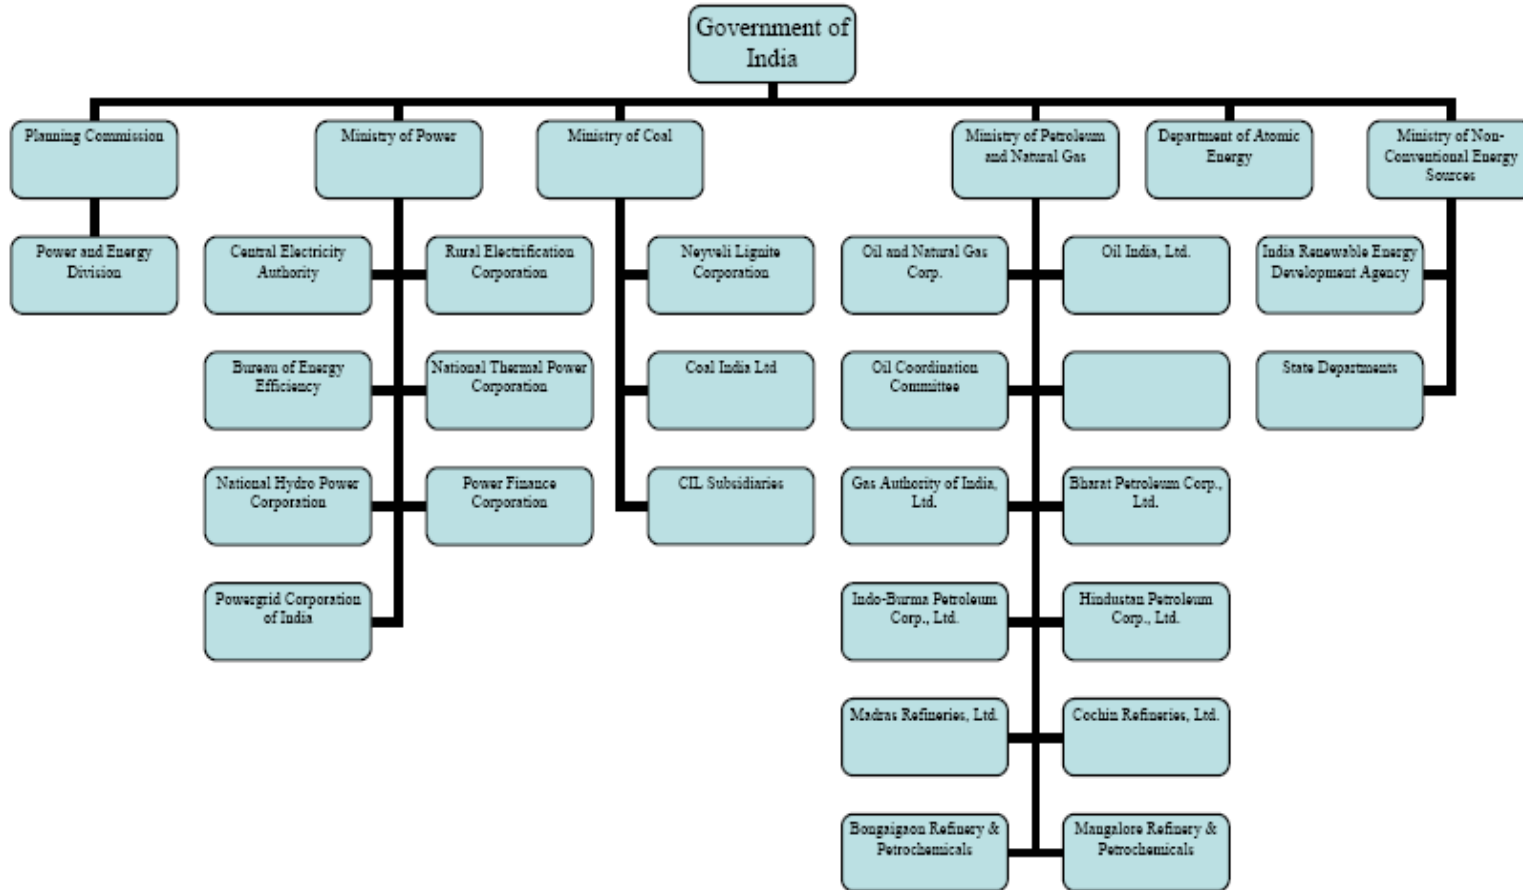 Government of
India
Planning Commission
Ministry of Power
Ministry of Coal
Ministry of Petroleum
and Natural Gas
Department of Atomic
Energy
Ministry of Non-
Conventional Energy
Sources
Power and Energy
Division
Central Electricity
Authority
Rural Electrification
Corporation
Neyveli Lignite
Corporation
Oil and Natural Gas
Corp.
Oil India, Ltd.
India Renewable Energy
Development Agency
Bureau of Energy
Efficiency
National Thermal Power
Corporation
Coal India Ltd
Oil Coordination
Committee
State Departments
National Hydro Power
Corporation
Power Finance
Corporation
CIL Subsidiaries
Gas Authority of India,
Ltd.
Bharat Petroleum Corp.,
Ltd.
Powergrid Corporation
of India
Indo-Burma Petroleum
Corp., Ltd.
Hindustan Petroleum
Corp., Ltd.
Madras Refineries, Ltd.
Cochin Refineries, Ltd.
Bongaigaon Refinery &
Petrochemicals
Mangalore Refinery &
Petrochemicals